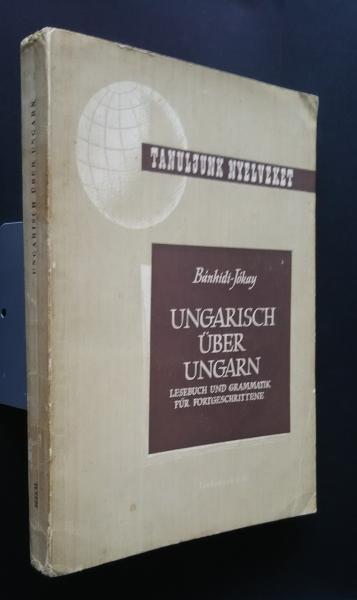 TANULJUNK NYELVEKET
Bánhidi-Jókay
UNGARISCH
ÜBER
UNGARN
LESEBUCH UND GRAMMATIK
FÜR FORTGESCHRITTENE
UNGARISCH ÜBER UNGARN